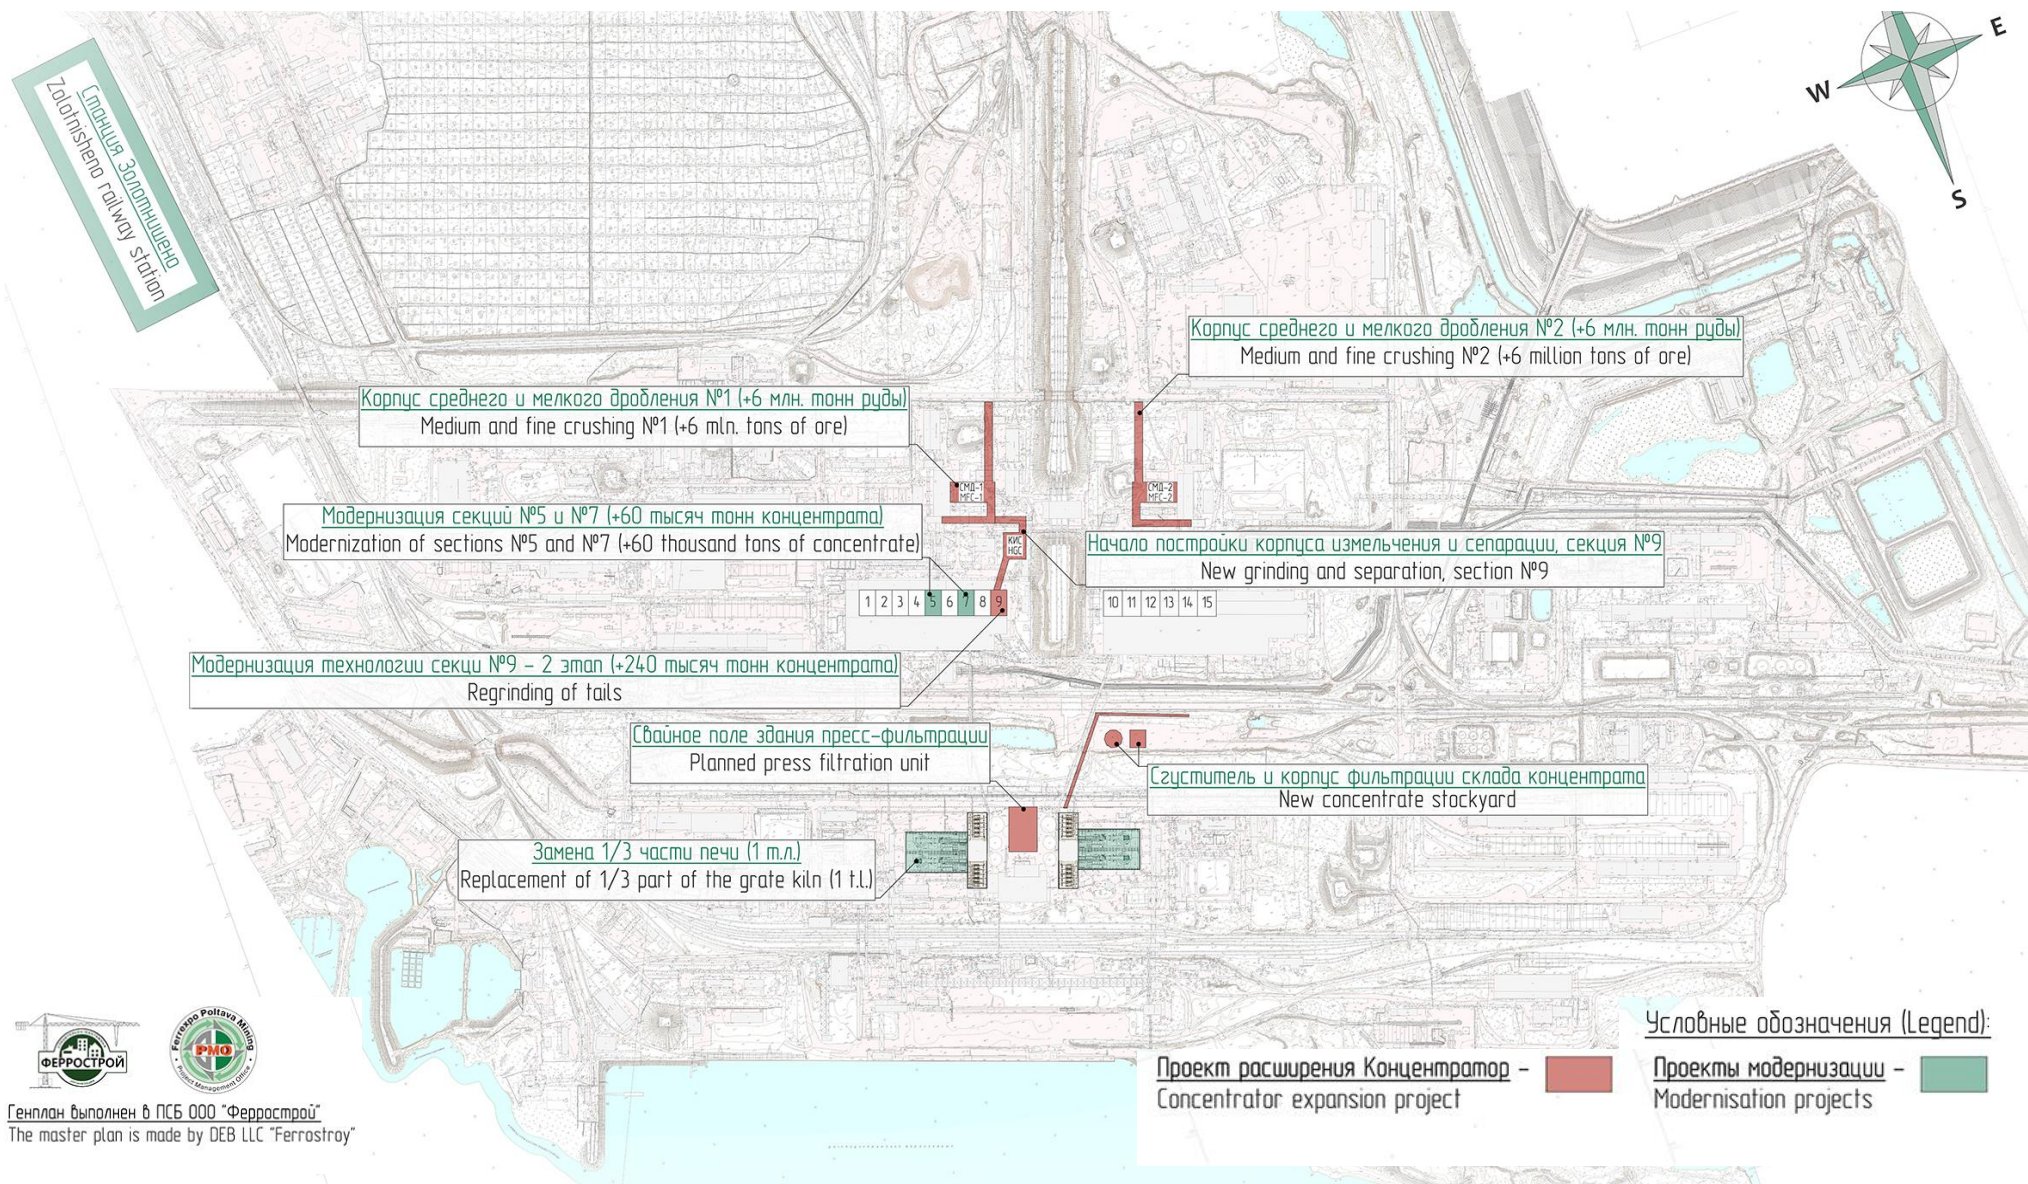 E
W
S
Станция Золотнишено
Zolotnisheno railway station
Корпус среднего и мелкого дробления №2 (+6 млн. тонн руды)
Medium and fine crushing №2 (+6 million tons of ore)
Корпус среднего и мелкого дробления №1 (+6 млн. тонн руды)
Medium and fine crushing №1 (+6 mln. tons of ore)
СМД-1
MFC-1
СМД-2
MFC-2
Модернизация секций №5 и №7 (+60 тысяч тонн концентрата)
Modernization of sections №5 and №7 (+60 thousand tons of concentrate)
КИС
HGC
Начало постройки корпуса измельчения и сепарации, секция №9
New grinding and separation, section №9
1 2 3 4 5 6 7 8 9
10 11 12 13 14 15
Модернизация технологии секци №9 – 2 этап (+240 тысяч тонн концентрата)
Regrinding of tails
Свайное поле здания пресс-фильтрации
Planned press filtration unit
Сгуститель и корпус фильтрации склада концентрата
New concentrate stockyard
Замена 1/3 части печи (1 т.л.)
Replacement of 1/3 part of the grate kiln (1 t.l.)
ФЕРРОСТРОЙ
Ferrexpo Poltava Mining
PMO
Project Management Office
Генплан выполнен в ПСБ ООО "Феррострой"
The master plan is made by DEB LLC "Ferrostroy"
Условные обозначения (Legend):
Проект расширения Концентратор –
Concentrator expansion project
Проекты модернизации –
Modernisation projects